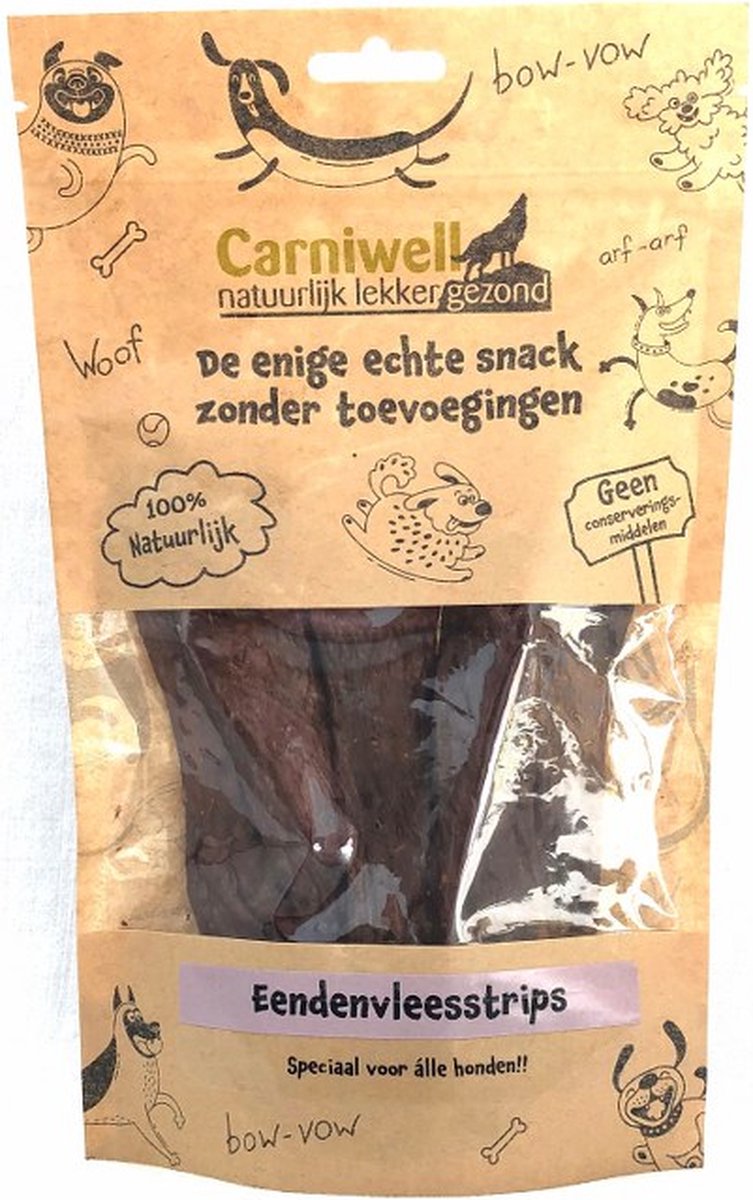 bow-vow
Carniwell
natuurlijk lekker gezond
arf-arf
Woof
De enige echte snack
zonder toevoegingen
100%
Natuurlijk
Geen
conserverings-
middelen
Eendenvleesstrips
Speciaal voor álle honden!!
bow-vow